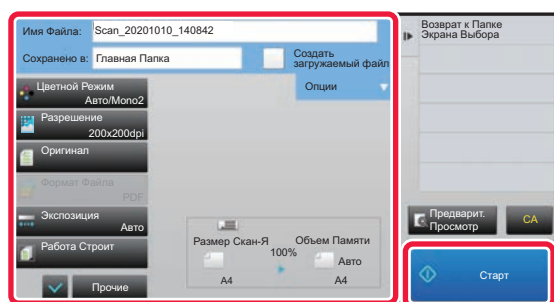 Имя Файла: Scan_20201010_140842
Сохранено в: Главная Папка
Создать
загружаемый файл
Опции
Цветной Режим
Авто/Mono2
Разрешение
200x200dpi
Оригинал
Формат Файла
PDF
Экспозиция
Авто
Работа Строит
Прочие
Размер Скан-Я
100%
Объем Памяти
Авто
A4
A4
Возврат к Папке
Экрана Выбора
Предварит.
Просмотр
CA
Старт